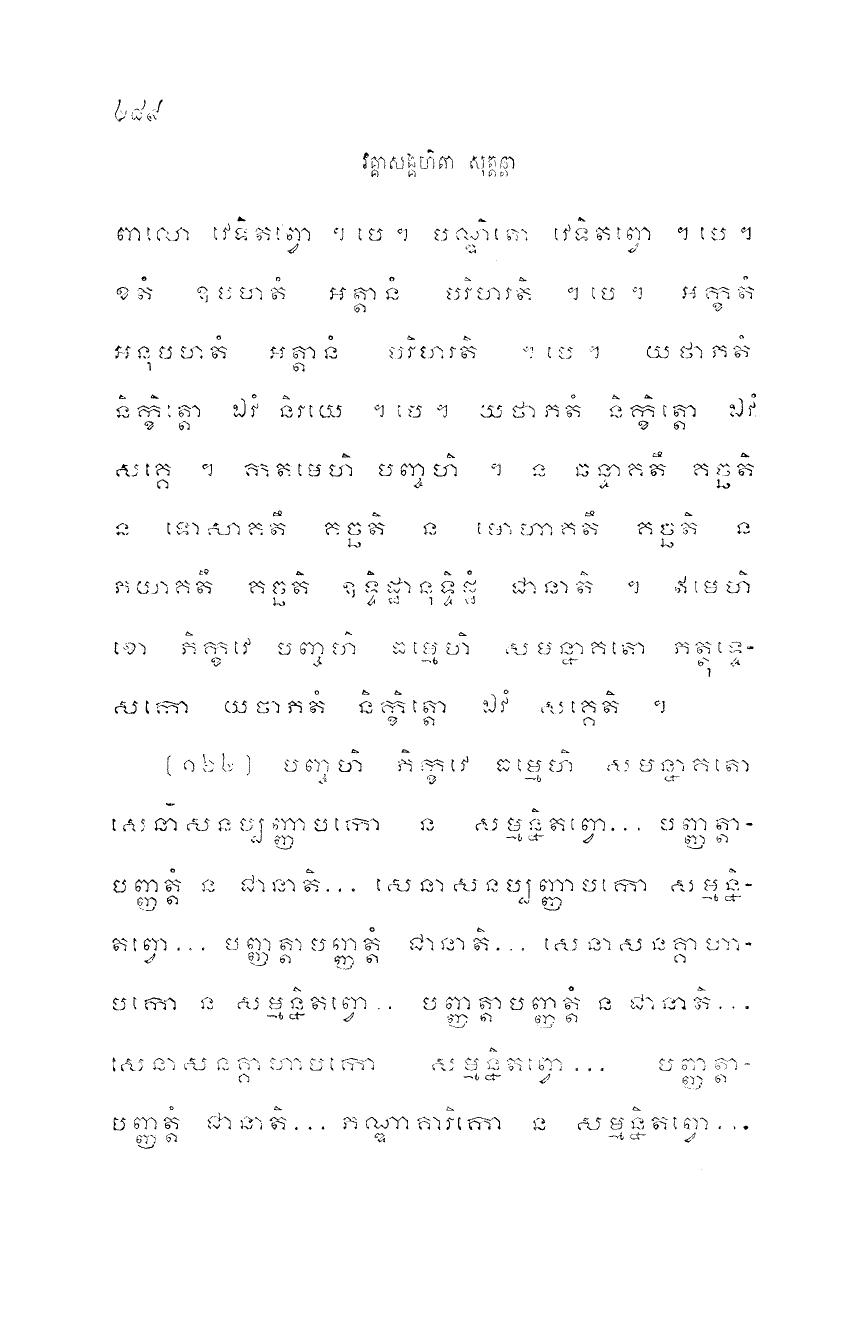 ៤៨៩
វគ្គាសង្គហិតា សុត្តន្តា
ពាលោ វេទិតព្វោ ។ បេ ។ បណ្ឌិតោ វេទិតព្វោ ។ បេ ។
ខតំ ឧបហតំ អត្តានំ បរិហរតិ ។ បេ ។ អក្ខតំ
អនុបហតំ អត្តានំ បរិហរតិ ។ បេ ។ យថាភតំ
និក្ខិត្តោ ឯវំ និរយេ ។ បេ ។ យថាភតំ និក្ខិត្តោ ឯវំ
សគ្គេ ។ កតមេហិ បញ្ចហិ ។ ន ឆន្ទាគតឹ គច្ឆតិ
ន ទោសាគតឹ គច្ឆតិ ន មោហាគតឹ គច្ឆតិ ន
ភយាគតឹ គច្ឆតិ ឧទ្ទិដ្ឋានុទ្ទិដ្ឋំ ជានាតិ ។ ឥមេហិ
ខោ ភិក្ខវេ បញ្ចហិ ធម្មេហិ សមន្នាគតោ ភត្តុទ្ទេ-
សកោ យថាភតំ និក្ខិត្តោ ឯវំ សគ្គេតិ ។
[១៦៤] បញ្ចហិ ភិក្ខវេ ធម្មេហិ សមន្នាគតោ
សេនាសនប្បញ្ញាបកោ ន សម្មន្និតព្វោ... បញ្ញត្តា-
បញ្ញត្តំ ន ជានាតិ... សេនាសនប្បញ្ញាបកោ សម្មន្និ-
តព្វោ... បញ្ញត្តាបញ្ញត្តំ ជានាតិ... សេនាសនគ្គាហា-
បកោ ន សម្មន្និតព្វោ.. បញ្ញត្តាបញ្ញត្តំ ន ជានាតិ...
សេនាសនគ្គាហាបកោ សម្មន្និតព្វោ... បញ្ញត្តា-
បញ្ញត្តំ ជានាតិ... ភណ្ឌាគារិកោ ន សម្មន្និតព្វោ...